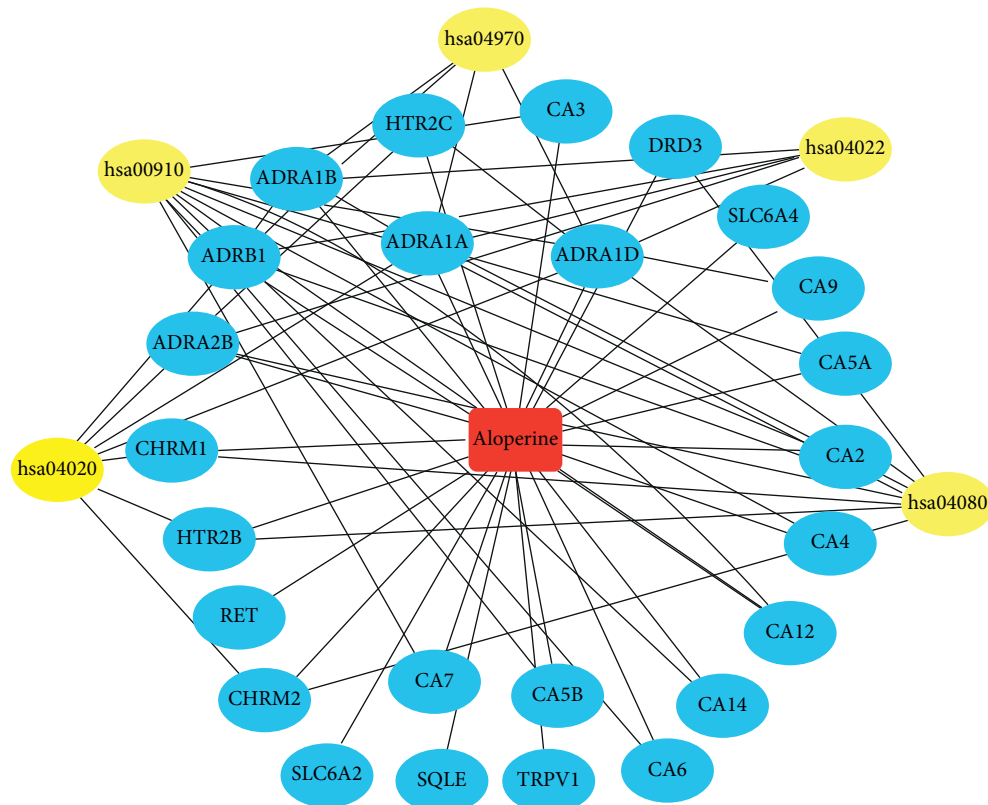 hsa04970
CA3
HTR2C
DRD3
hsa04022
hsa00910
ADRA1B
SLC6A4
ADRB1
ADRA1A
ADRA1D
CA9
ADRA2B
CA5A
Aloperine
CHRM1
CA2
hsa04020
hsa04080
HTR2B
CA4
RET
CA12
CA7
CA5B
CHRM2
CA14
SLC6A2
SQLE
TRPV1
CA6